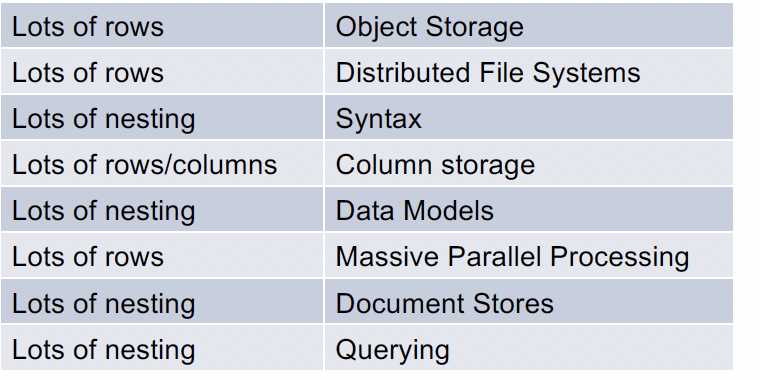 Lots of rows Object Storage
Lots of rows Distributed File Systems
Lots of nesting Syntax
Lots of rows/columns Column storage
Lots of nesting Data Models
Lots of rows Massive Parallel Processing
Lots of nesting Document Stores
Lots of nesting Querying